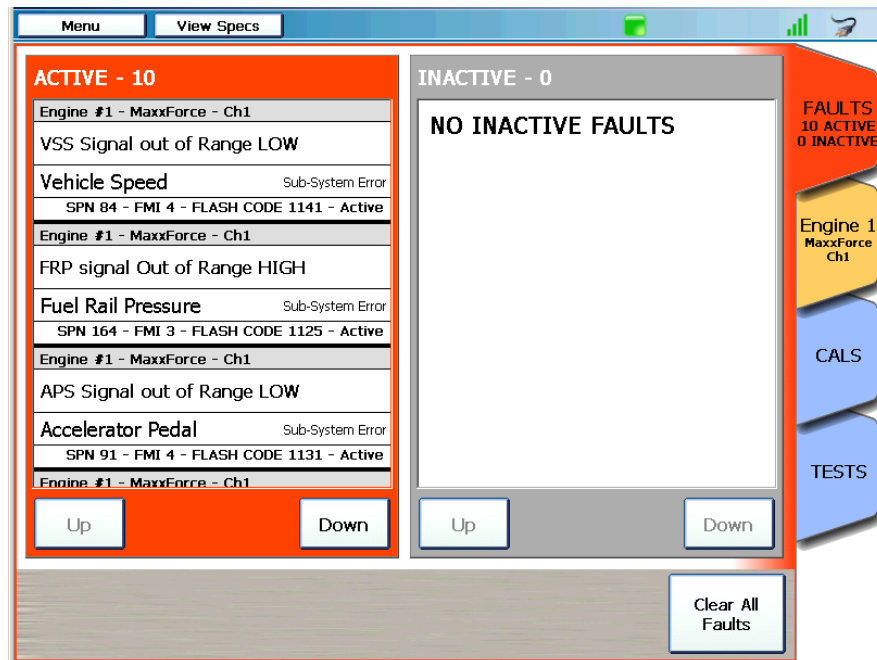 Menu
View Specs
ACTIVE - 10
Engine #1 - MaxxForce - Ch1
VSS Signal out of Range LOW
Vehicle Speed Sub-System Error
SPN 84 - FMI 4 - FLASH CODE 1141 - Active
Engine #1 - MaxxForce - Ch1
FRP signal Out of Range HIGH
Fuel Rail Pressure Sub-System Error
SPN 164 - FMI 3 - FLASH CODE 1125 - Active
Engine #1 - MaxxForce - Ch1
APS Signal out of Range LOW
Accelerator Pedal Sub-System Error
SPN 91 - FMI 4 - FLASH CODE 1131 - Active
Engine #1 - MaxxForce - Ch1
Up
Down
INACTIVE - 0
NO INACTIVE FAULTS
Up
Down
FAULTS
10 ACTIVE
0 INACTIVE
Engine 1
MaxxForce
Ch1
CALS
TESTS
Clear All
Faults